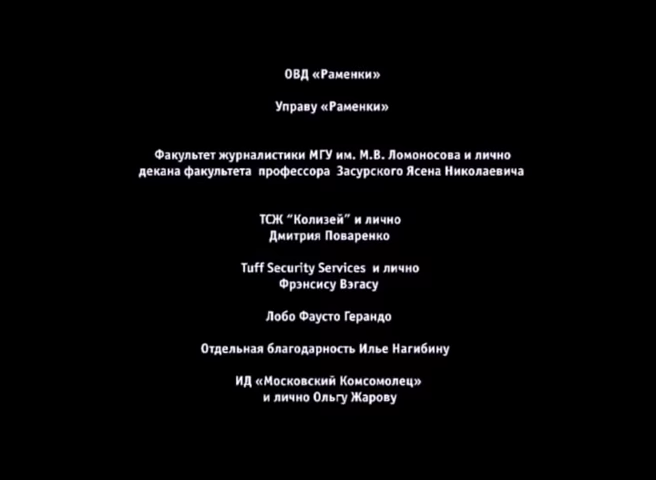 ОВД «Раменки»
Управу «Раменки»
Факультет журналистики МГУ им. М.В. Ломоносова и лично
декана факультета профессора Засурского Ясена Николаевича
ТСЖ “Колизей” и лично
Дмитрия Поваренко
Tuff Security Services и лично
Фрэнсису Вэгасу
Лобо Фаусто Герандо
Отдельная благодарность Илье Нагибину
ИД «Московский Комсомолец»
и лично Ольгу Жарову